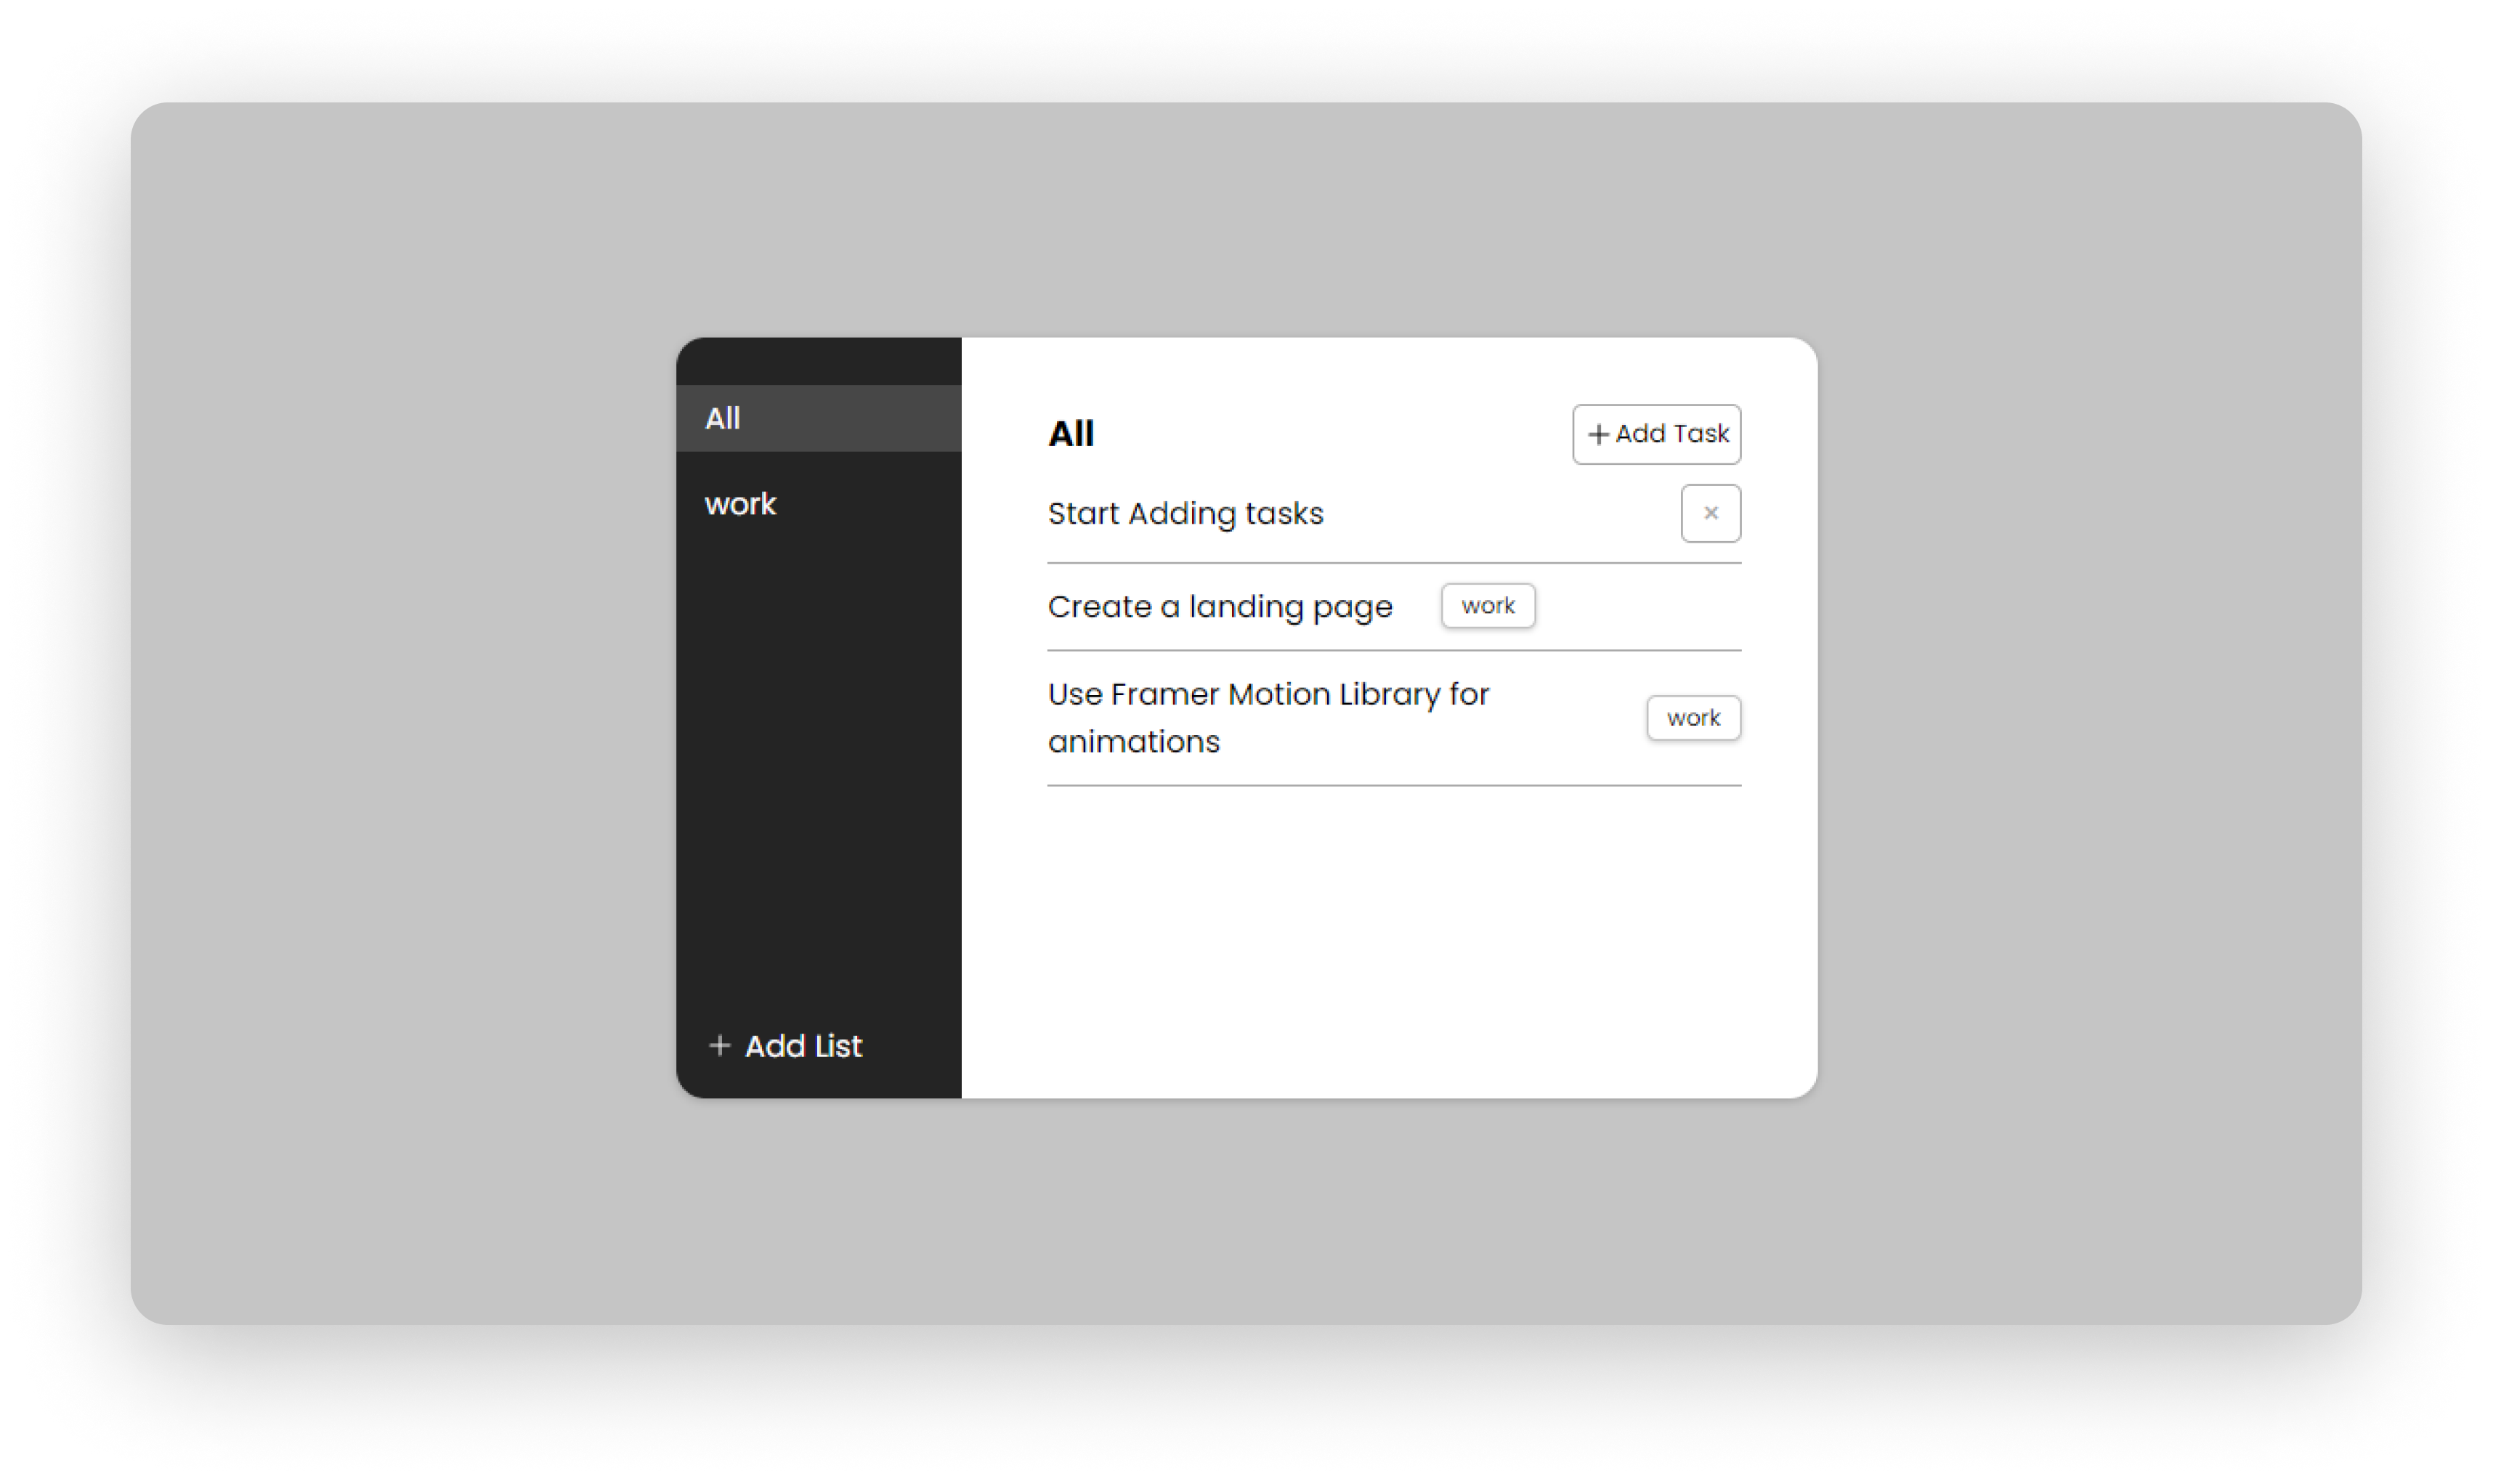 All
work
+ Add List
All
+ Add Task
Start Adding tasks
×
Create a landing page
work
Use Framer Motion Library for
animations
work